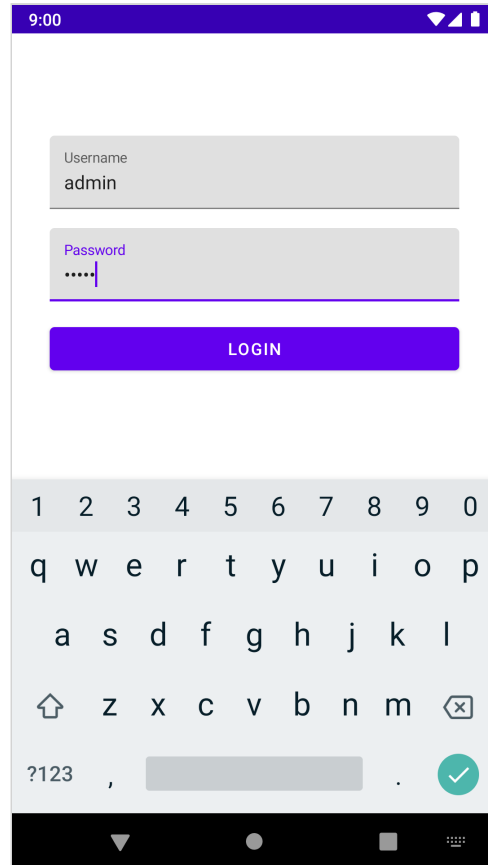 9:00
Username
admin
Password
•••••
LOGIN
1 2 3 4 5 6 7 8 9 0
q w e r t y u i o p
a s d f g h j k l
z x c v b n m
?123 , .